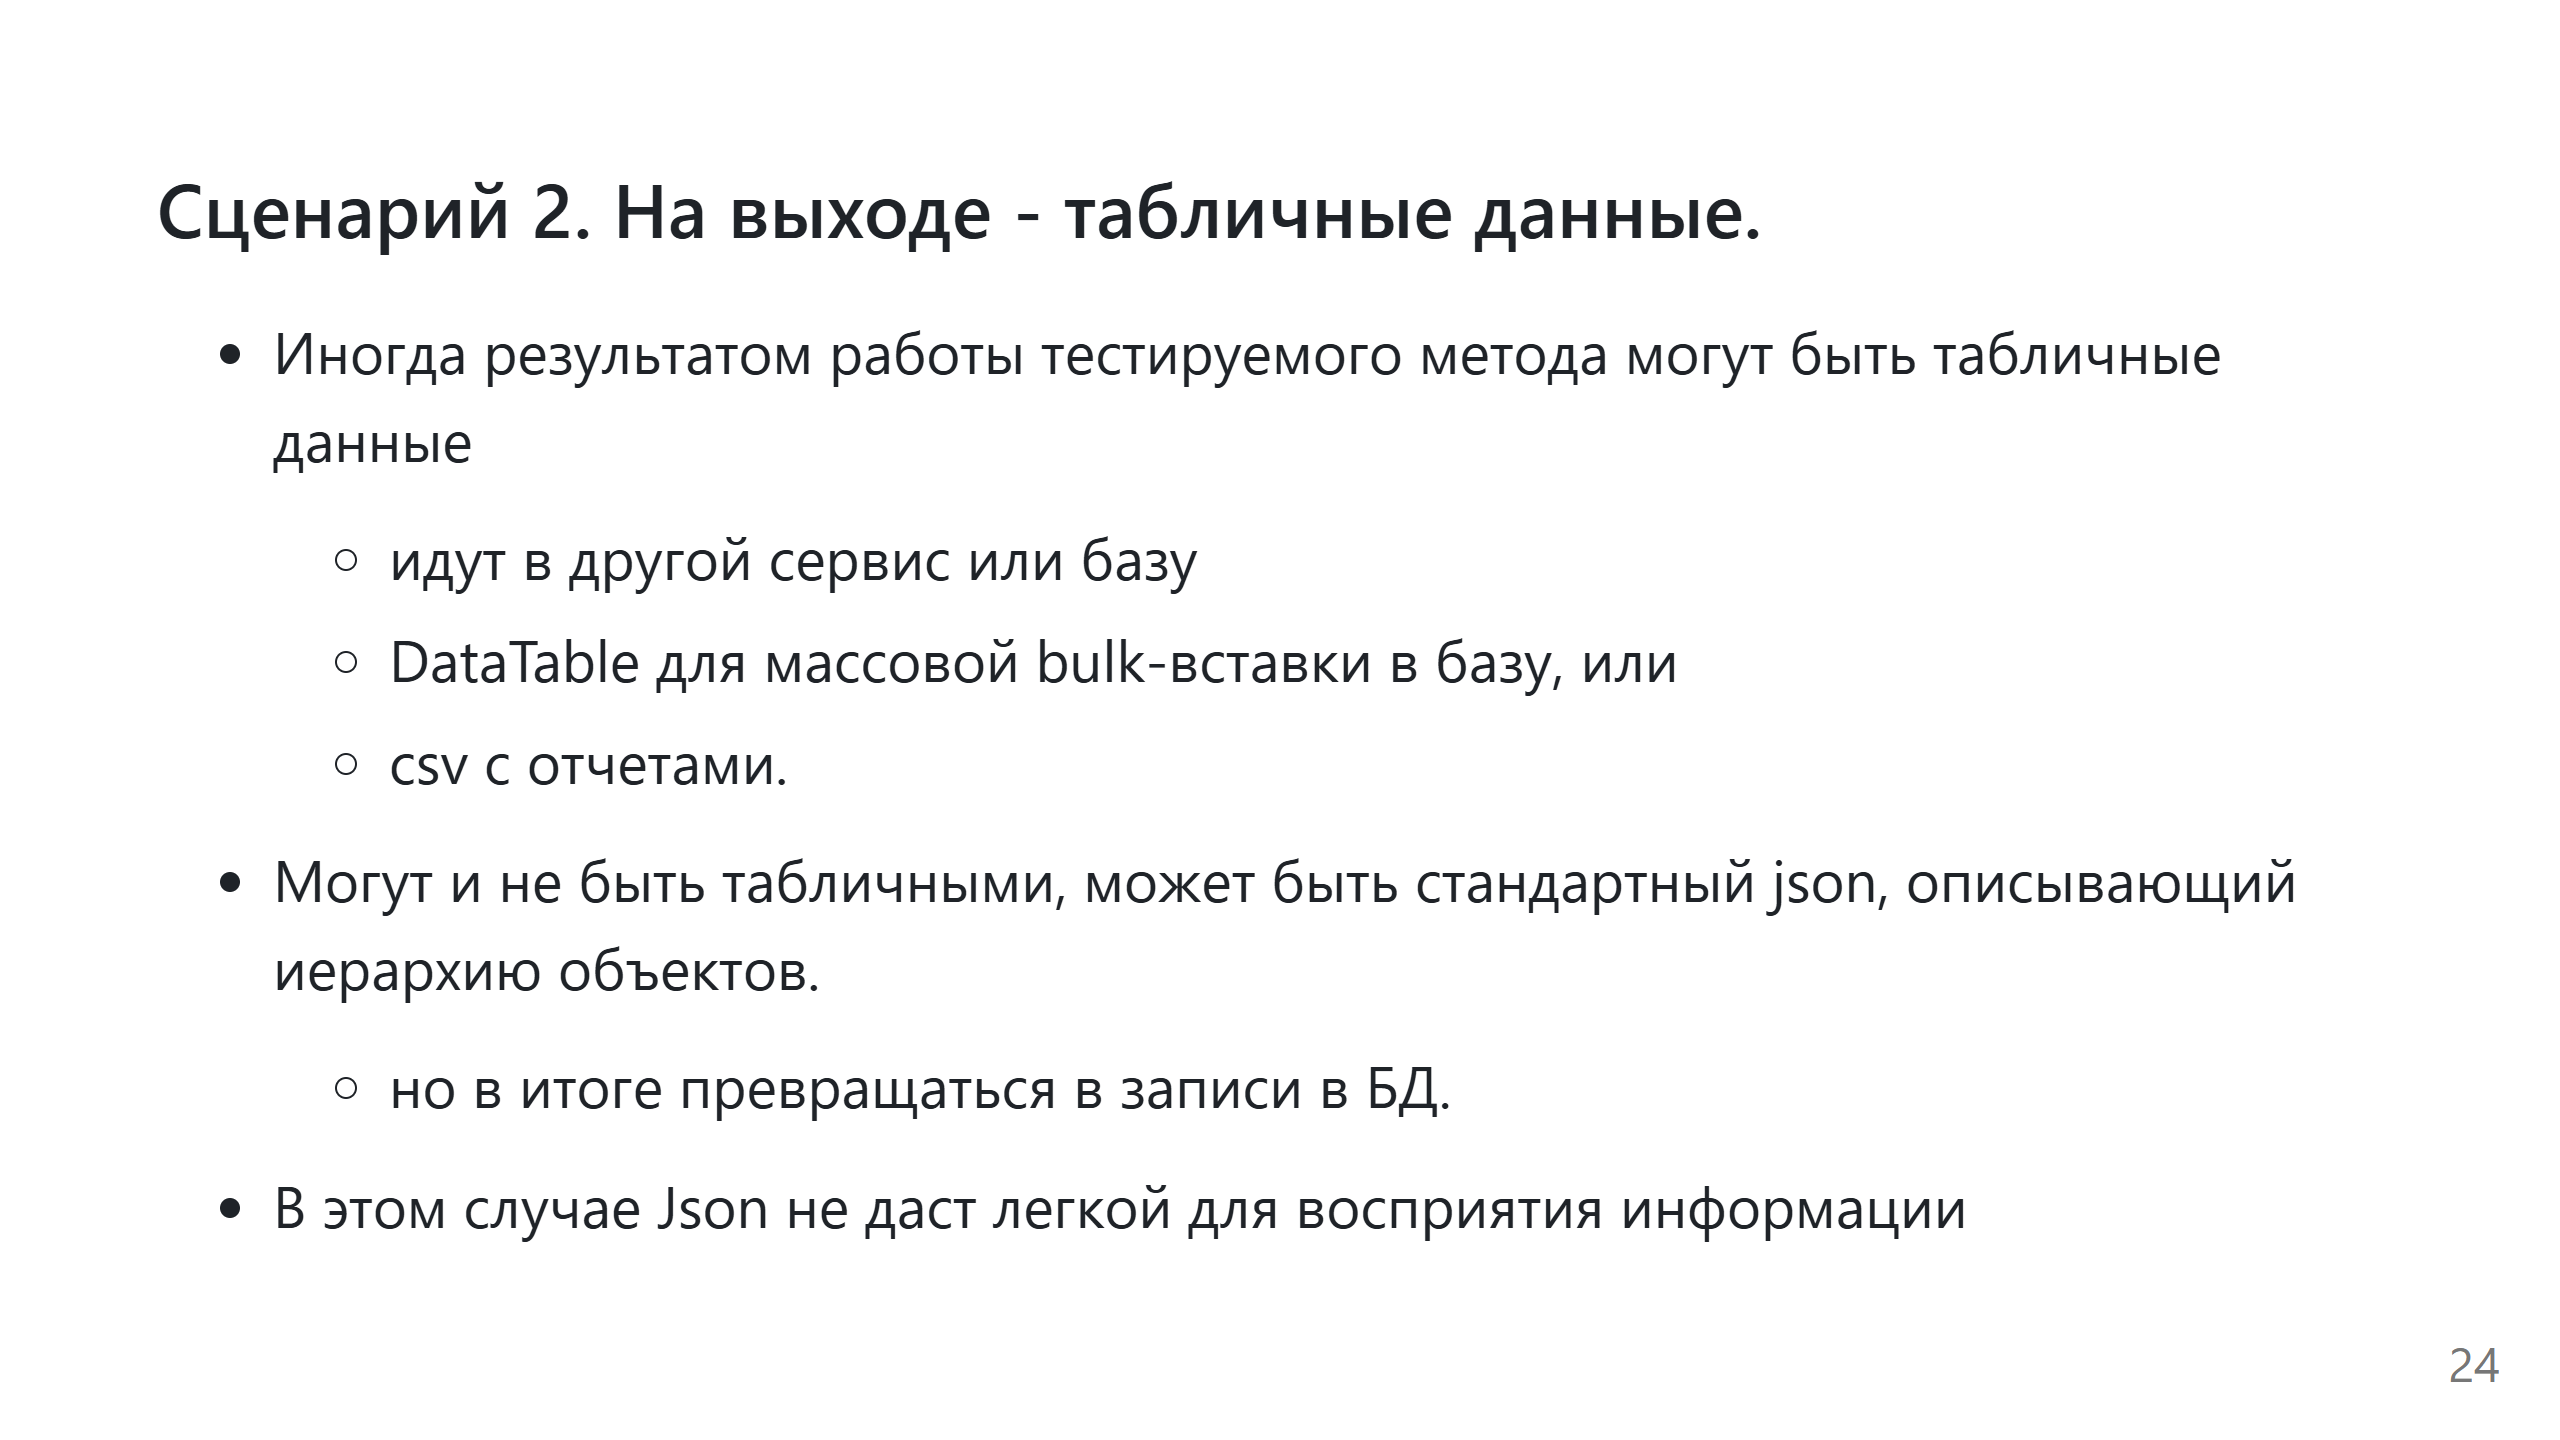 Сценарий 2. На выходе - табличные данные.
• Иногда результатом работы тестируемого метода могут быть табличные
данные
○ идут в другой сервис или базу
○ DataTable для массовой bulk-вставки в базу, или
○ csv с отчетами.
• Могут и не быть табличными, может быть стандартный json, описывающий
иерархию объектов.
○ но в итоге превращаться в записи в БД.
• В этом случае Json не даст легкой для восприятия информации
24